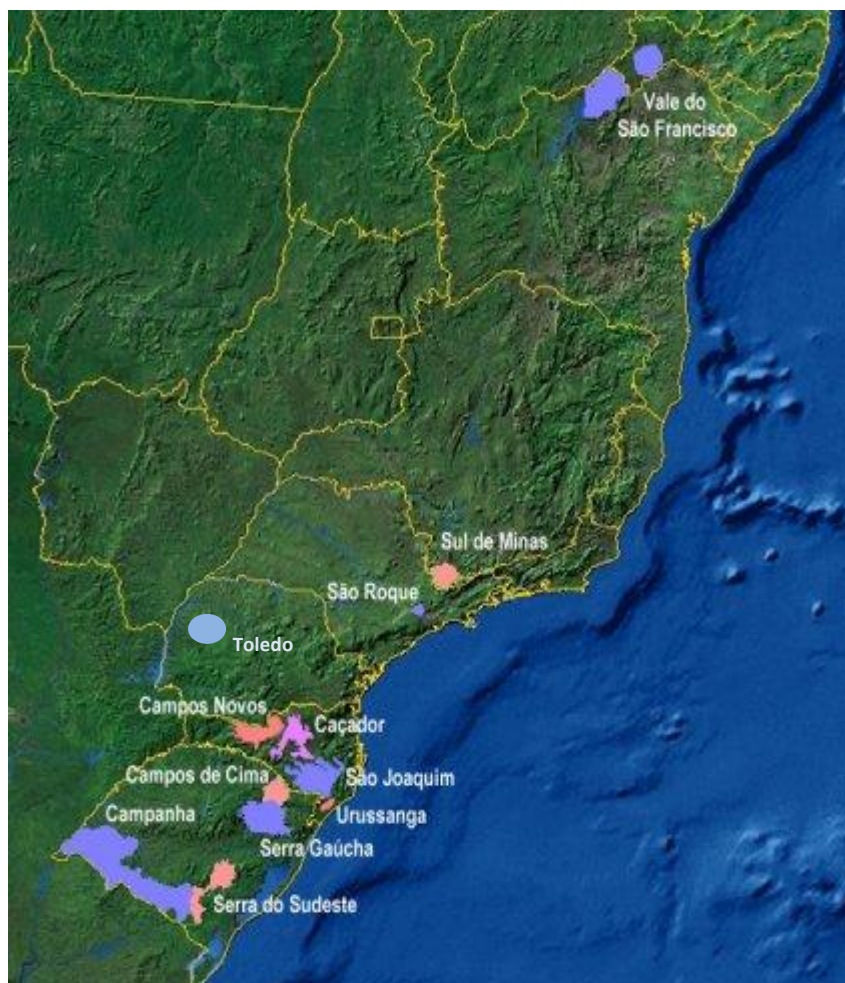 Vale do
São Francisco
Sul de Minas
São Roque
Toledo
Campos Novos
Caçador
Campos de Cima
São Joaquim
Campanha
Urussanga
Serra Gaúcha
Serra do Sudeste